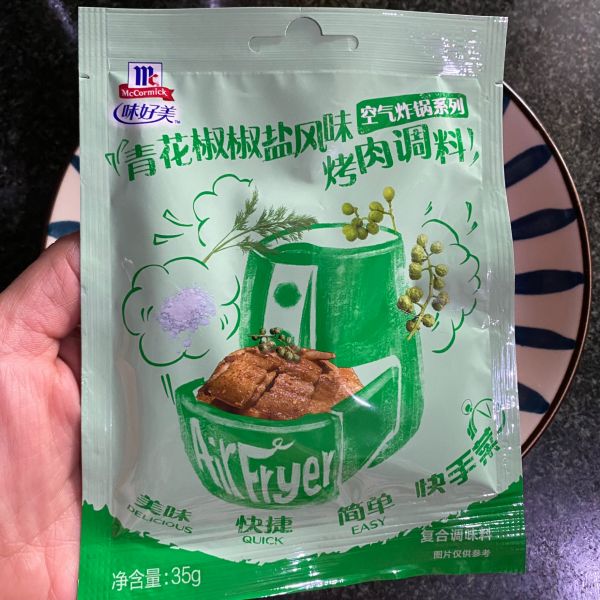 McCormick
味好美™
空气炸锅系列
青花椒椒盐风味
烤肉调料
Air Fryer
美味
DELICIOUS
快捷
QUICK
简单
EASY
快手菜
复合调味料
图片仅供参考
净含量:35g